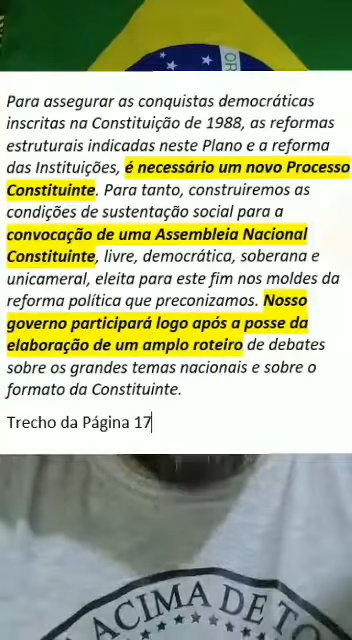 OR
Para assegurar as conquistas democráticas
inscritas na Constituição de 1988, as reformas
estruturais indicadas neste Plano e a reforma
das Instituições, é necessário um novo Processo
Constituinte. Para tanto, construiremos as
condições de sustentação social para a
convocação de uma Assembleia Nacional
Constituinte, livre, democrática, soberana e
unicameral, eleita para este fim nos moldes da
reforma política que preconizamos. Nosso
governo participará logo após a posse da
elaboração de um amplo roteiro de debates
sobre os grandes temas nacionais e sobre o
formato da Constituinte.
Trecho da Página 17
ACIMA DE TO